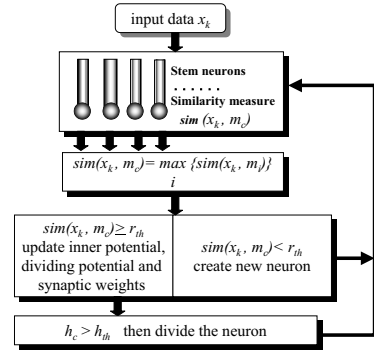 input data x_k
Stem neurons
. . . . . .
Similarity measure
sim (x_k, m_c)
sim(x_k, m_c)= max {sim(x_k, m_i)}
i
sim(x_k, m_c)≥ r_th
update inner potential,
dividing potential and
synaptic weights
sim(x_k, m_c)< r_th
create new neuron
h_c > h_th then divide the neuron